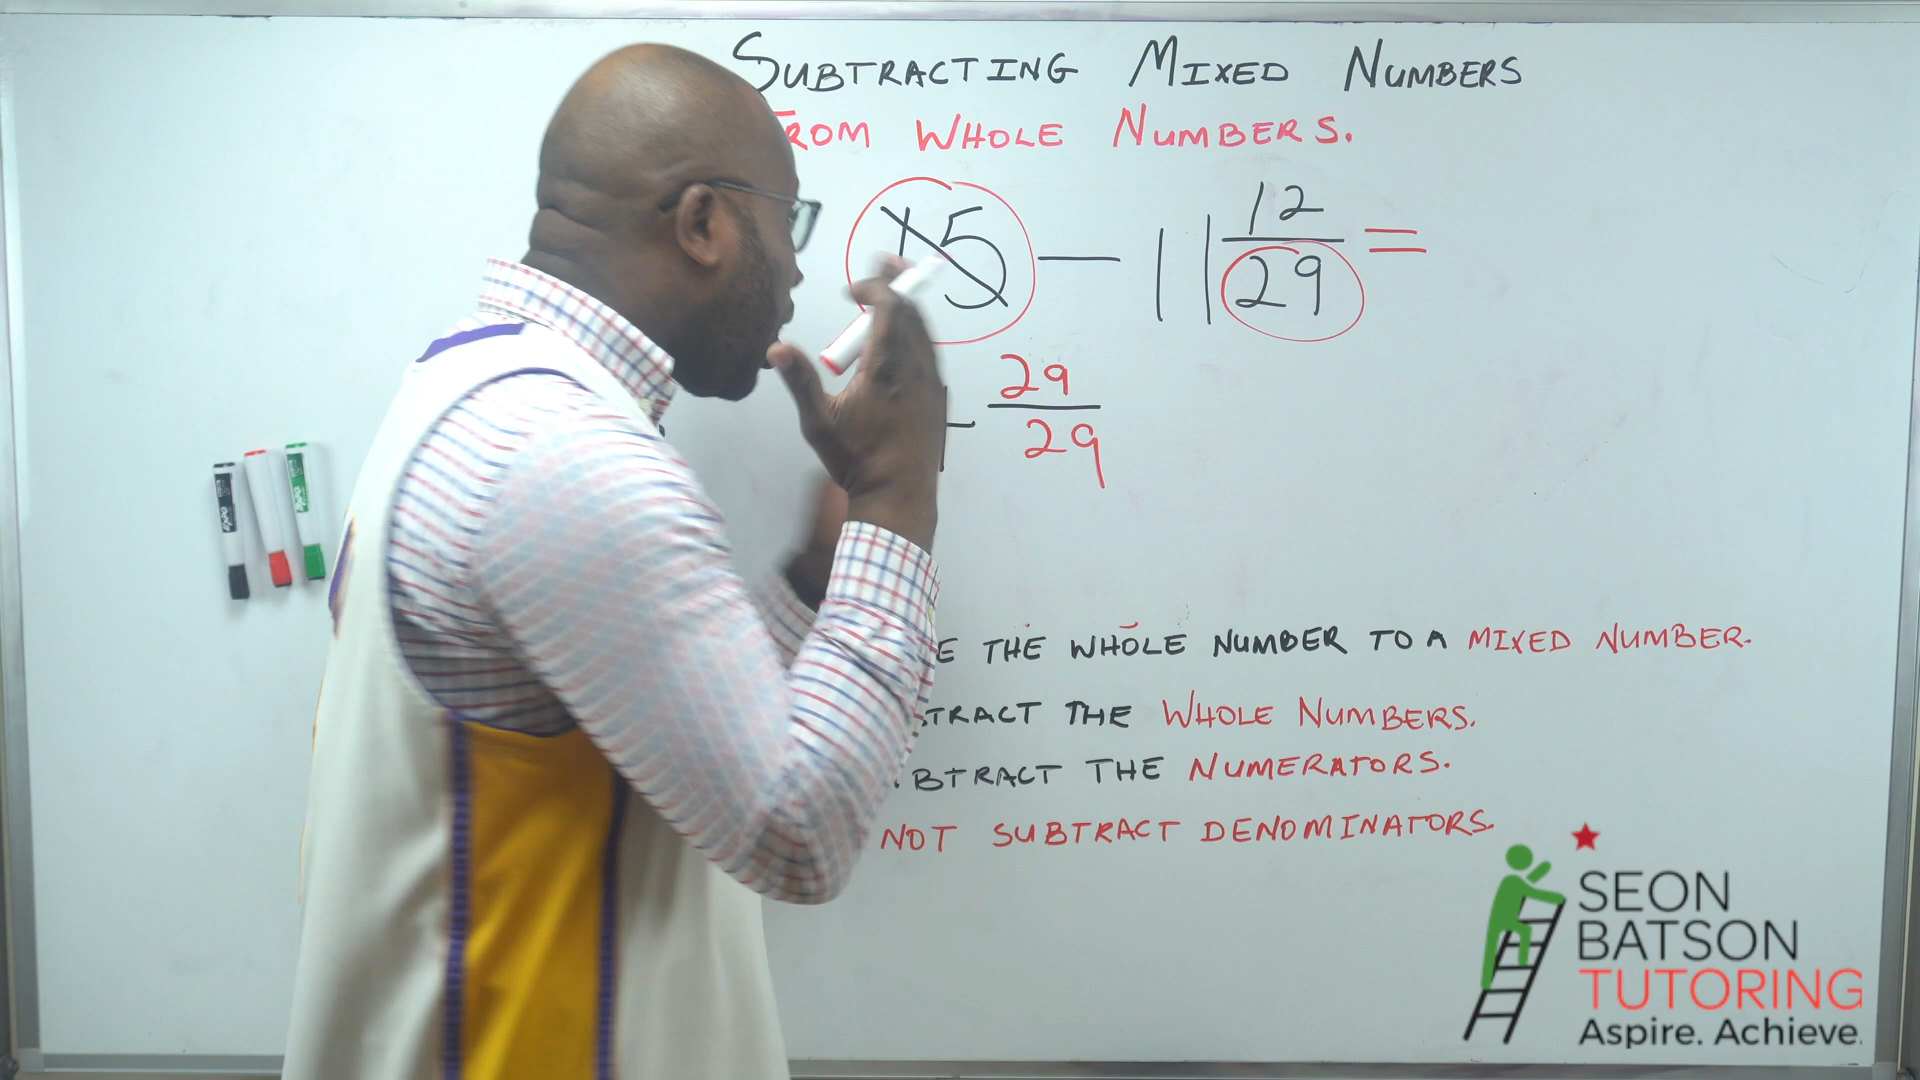 SUBTRACTING MIXED NUMBERS
FROM WHOLE NUMBERS.
15 — 11 12/29 =
+ 29/29
E THE WHOLE NUMBER TO A MIXED NUMBER.
TRACT THE WHOLE NUMBERS.
BTRACT THE NUMERATORS.
NOT SUBTRACT DENOMINATORS.
SEON
BATSON
TUTORING
Aspire. Achieve.